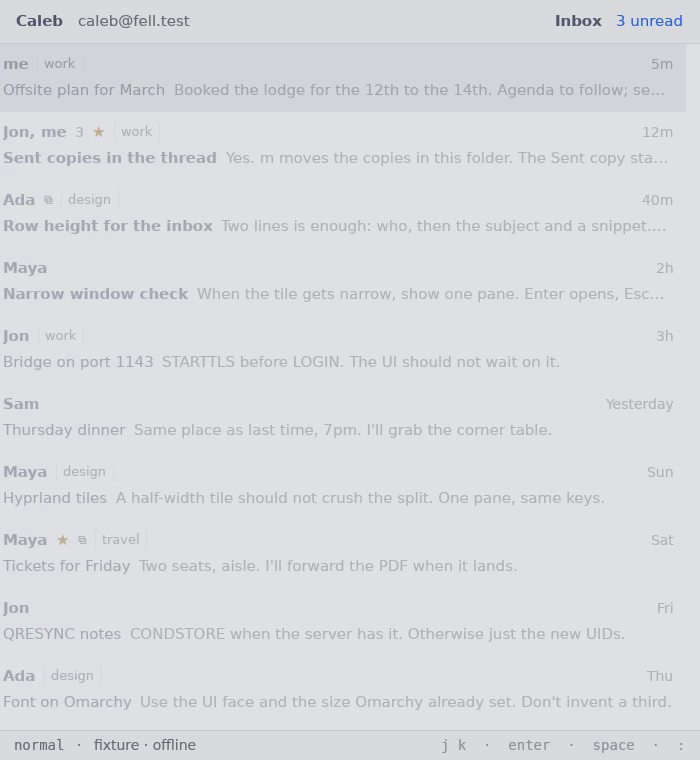 Caleb caleb@fell.test Inbox 3 unread
me work 5m
Offsite plan for March Booked the lodge for the 12th to the 14th. Agenda to follow; se…
Jon, me 3 ★ work 12m
Sent copies in the thread Yes. m moves the copies in this folder. The Sent copy sta…
Ada ⧉ design 40m
Row height for the inbox Two lines is enough: who, then the subject and a snippet.…
Maya 2h
Narrow window check When the tile gets narrow, show one pane. Enter opens, Esc…
Jon work 3h
Bridge on port 1143 STARTTLS before LOGIN. The UI should not wait on it.
Sam Yesterday
Thursday dinner Same place as last time, 7pm. I'll grab the corner table.
Maya design Sun
Hyprland tiles A half-width tile should not crush the split. One pane, same keys.
Maya ★ ⧉ travel Sat
Tickets for Friday Two seats, aisle. I'll forward the PDF when it lands.
Jon Fri
QRESYNC notes CONDSTORE when the server has it. Otherwise just the new UIDs.
Ada design Thu
Font on Omarchy Use the UI face and the size Omarchy already set. Don't invent a third.
normal · fixture · offline j k · enter · space · :